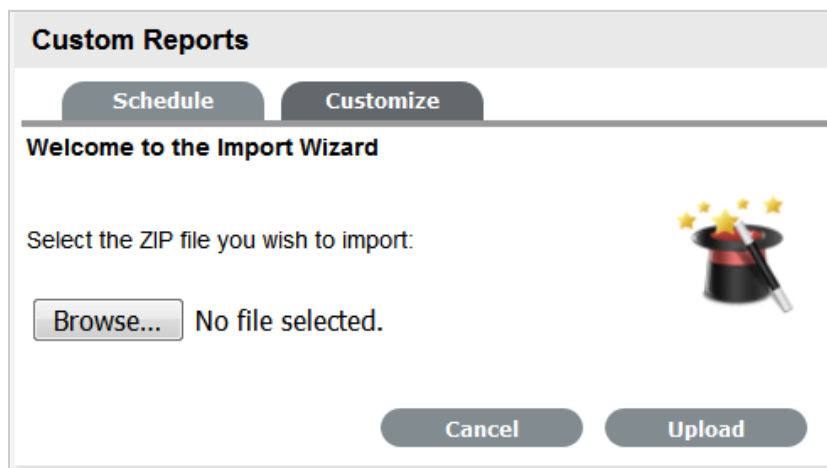 Custom Reports
Schedule Customize
Welcome to the Import Wizard
Select the ZIP file you wish to import:
Browse... No file selected.
Cancel Upload